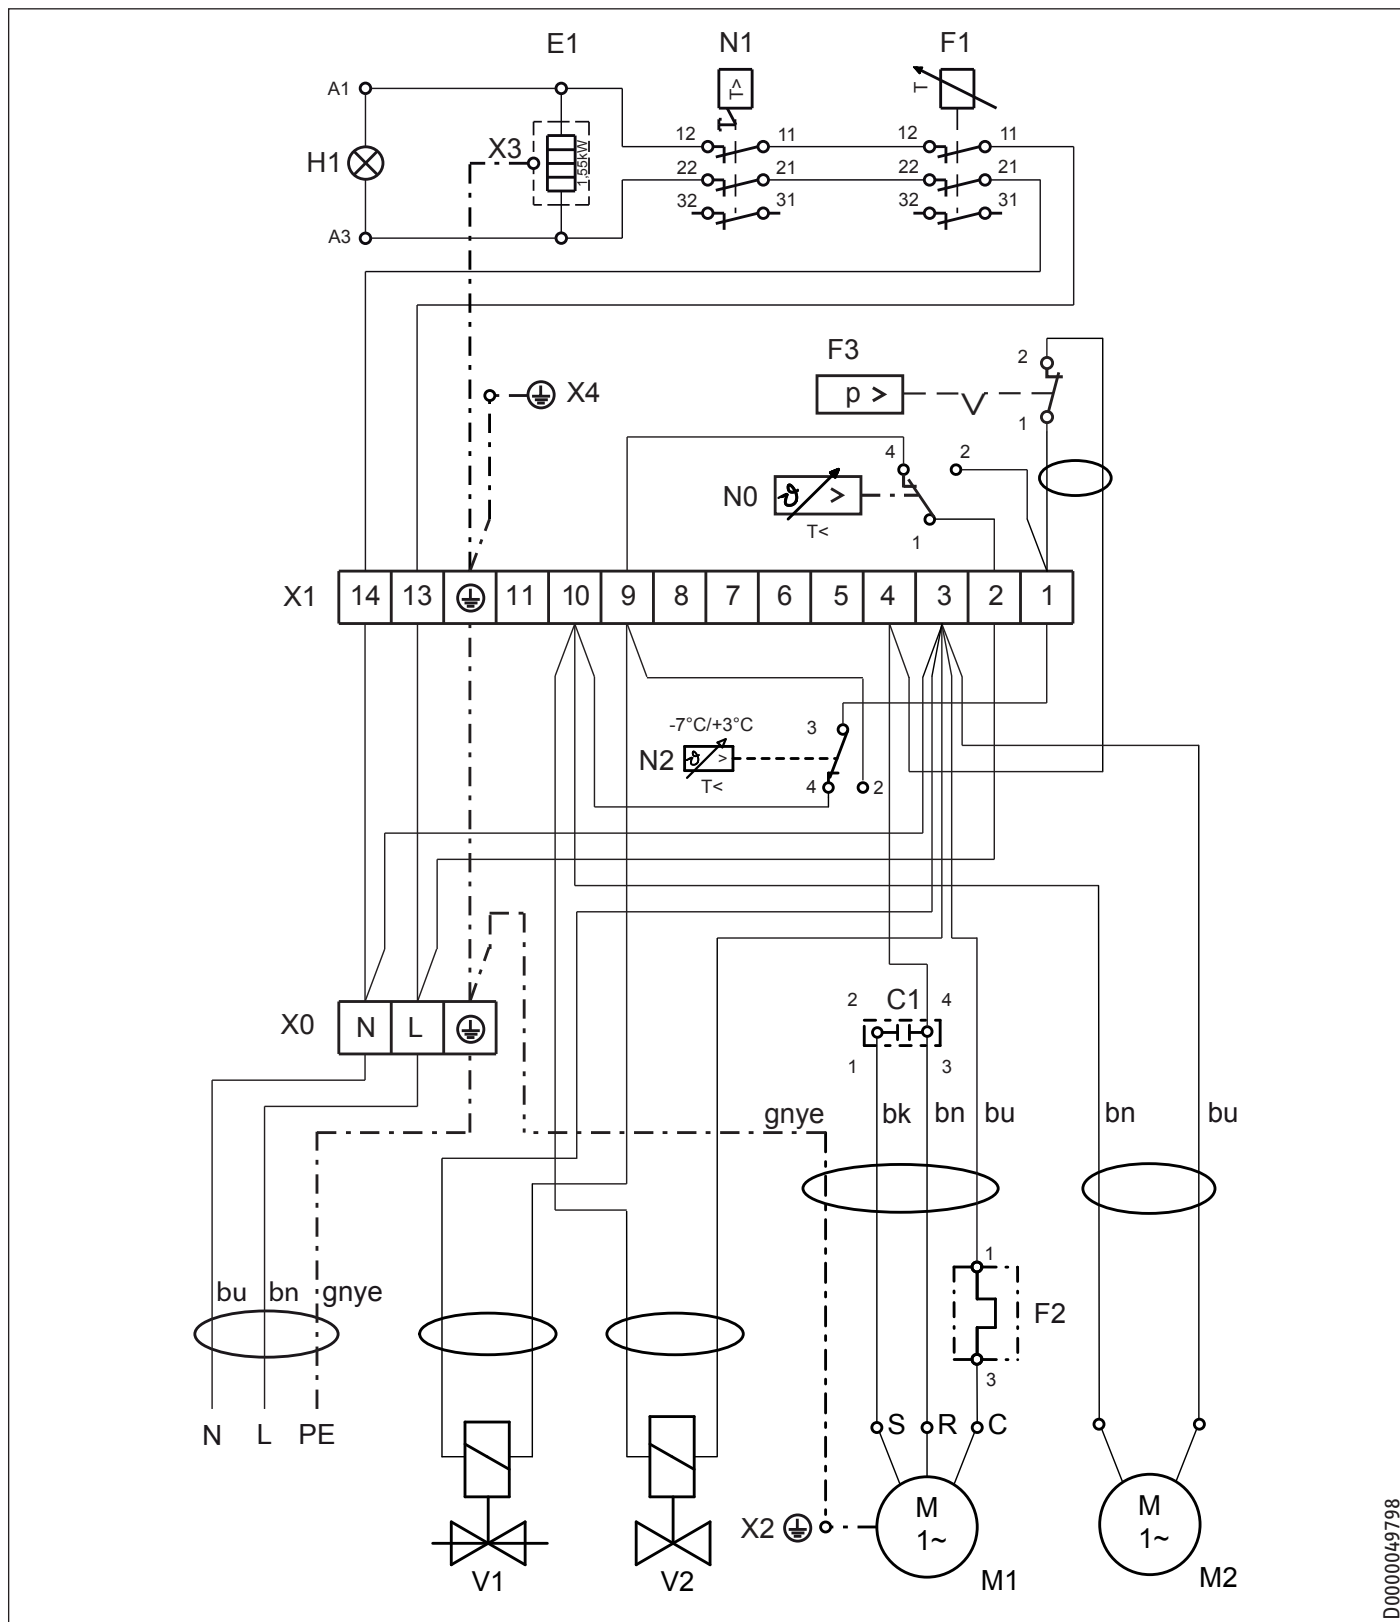 E1 N1 F1
A1
T>
T
12 11 12 11
H1
X3
1,55kW
22 21 22 21
32 31 32 31
A3
F3
2
p >
1
X4
4 2
N0
ϑ >
T<
1
X1 14 13 11 10 9 8 7 6 5 4 3 2 1
-7°C/+3°C
3
N2
ϑ >
T<
4 2
X0 N L
2 C1 4
1 3
gnye bk bn bu bn bu
1
F2
3
bu bn gnye
N L PE
S R C
X2
M
1~
M1
M
1~
M2
V1 V2
D0000049798